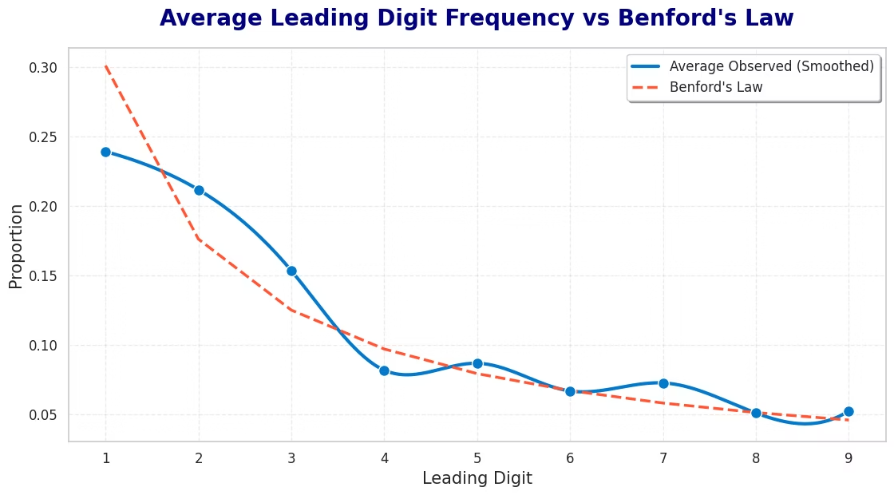 Average Leading Digit Frequency vs Benford's Law
Average Observed (Smoothed)
Benford's Law
Proportion
0.30
0.25
0.20
0.15
0.10
0.05
1 2 3 4 5 6 7 8 9
Leading Digit